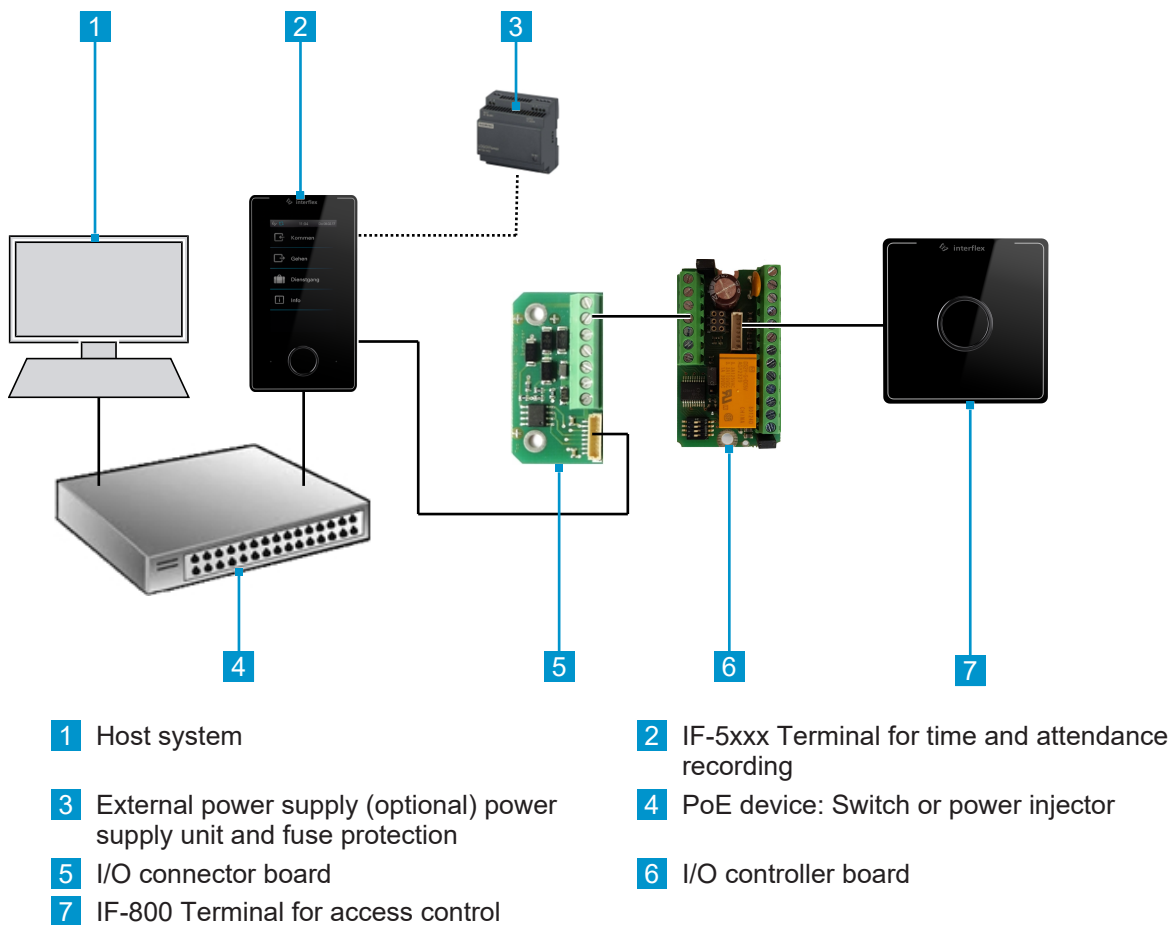 1
2
3
interflex
Kommen
Gehen
Dienstgang
Info
interflex
4
5
6
7
1 Host system
2 IF-5xxx Terminal for time and attendance
recording
3 External power supply (optional) power
supply unit and fuse protection
4 PoE device: Switch or power injector
5 I/O connector board
6 I/O controller board
7 IF-800 Terminal for access control